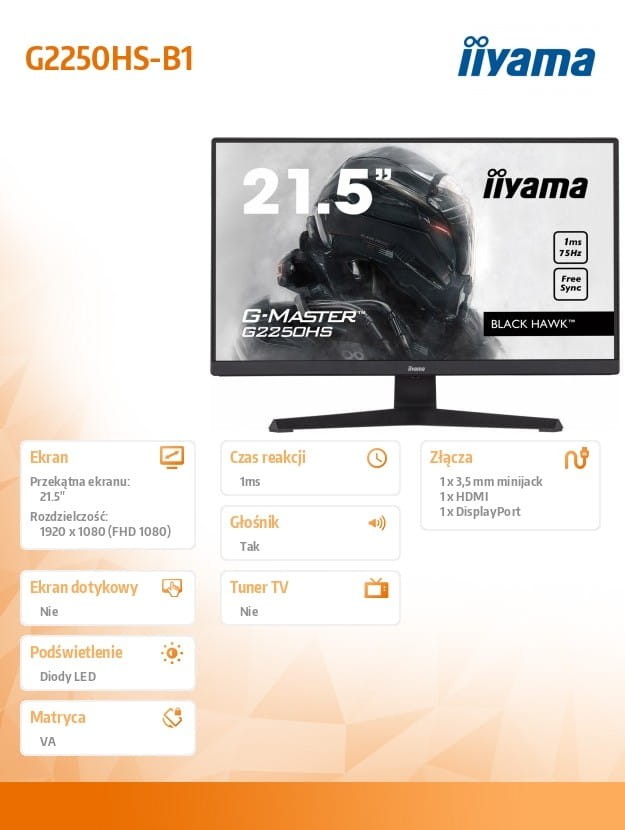 G2250HS-B1
iiyama
21.5"
iiyama
1ms
75Hz
Free
Sync
G-MASTER™
G2250HS
BLACK HAWK™
iiyama
Ekran
Przekątna ekranu:
21.5"
Rozdzielczość:
1920 x 1080 (FHD 1080)
Czas reakcji
1ms
Złącza
1 x 3,5 mm minijack
1 x HDMI
1 x DisplayPort
Głośnik
Tak
Ekran dotykowy
Nie
Tuner TV
Nie
Podświetlenie
Diody LED
Matryca
VA